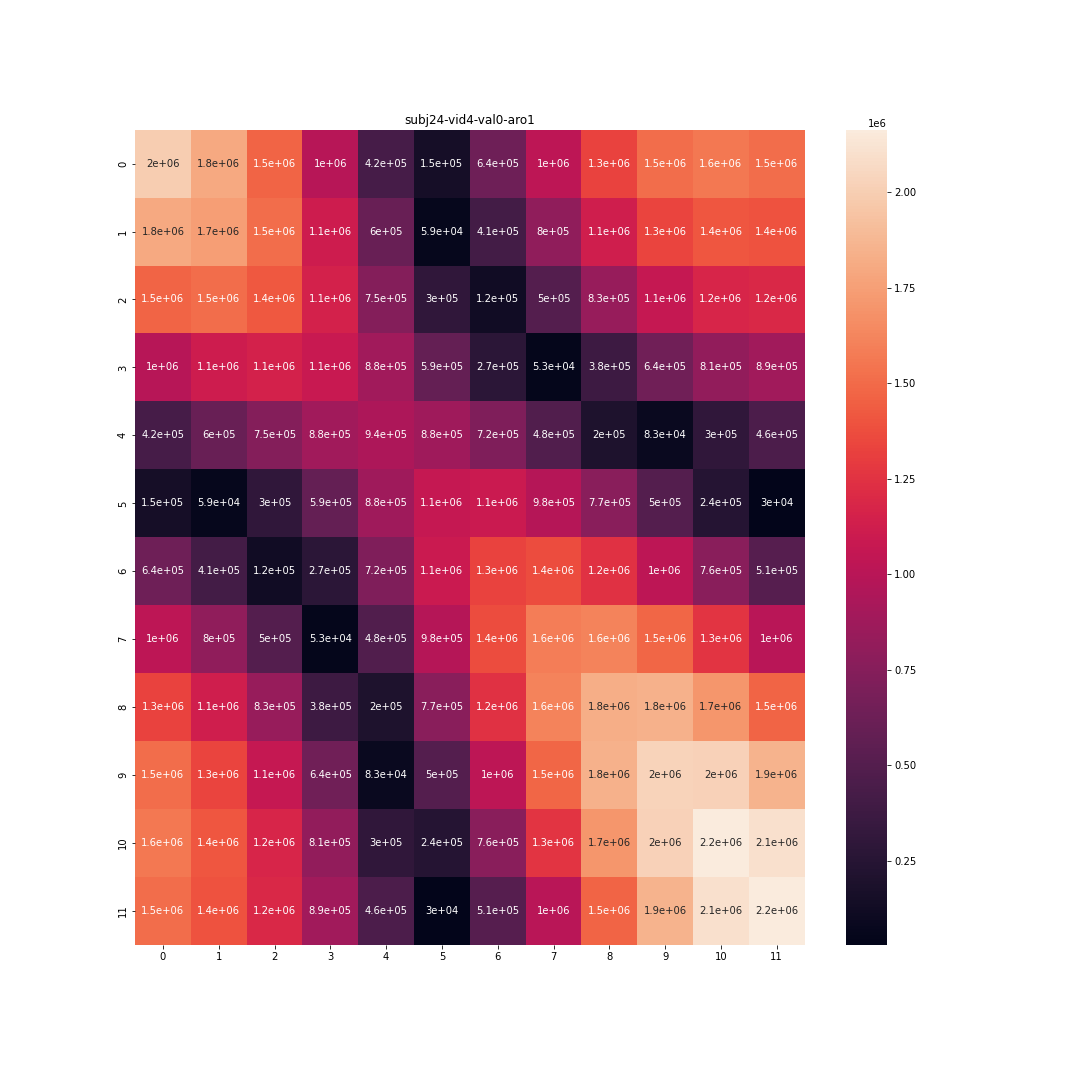 subj24-vid4-val0-aro1
1e6
0 2e+06 1.8e+06 1.5e+06 1e+06 4.2e+05 1.5e+05 6.4e+05 1e+06 1.3e+06 1.5e+06 1.6e+06 1.5e+06
2.00
1 1.8e+06 1.7e+06 1.5e+06 1.1e+06 6e+05 5.9e+04 4.1e+05 8e+05 1.1e+06 1.3e+06 1.4e+06 1.4e+06
2 1.5e+06 1.5e+06 1.4e+06 1.1e+06 7.5e+05 3e+05 1.2e+05 5e+05 8.3e+05 1.1e+06 1.2e+06 1.2e+06
1.75
3 1e+06 1.1e+06 1.1e+06 1.1e+06 8.8e+05 5.9e+05 2.7e+05 5.3e+04 3.8e+05 6.4e+05 8.1e+05 8.9e+05
1.50
4 4.2e+05 6e+05 7.5e+05 8.8e+05 9.4e+05 8.8e+05 7.2e+05 4.8e+05 2e+05 8.3e+04 3e+05 4.6e+05
1.25
5 1.5e+05 5.9e+04 3e+05 5.9e+05 8.8e+05 1.1e+06 1.1e+06 9.8e+05 7.7e+05 5e+05 2.4e+05 3e+04
6 6.4e+05 4.1e+05 1.2e+05 2.7e+05 7.2e+05 1.1e+06 1.3e+06 1.4e+06 1.2e+06 1e+06 7.6e+05 5.1e+05
1.00
7 1e+06 8e+05 5e+05 5.3e+04 4.8e+05 9.8e+05 1.4e+06 1.6e+06 1.6e+06 1.5e+06 1.3e+06 1e+06
0.75
8 1.3e+06 1.1e+06 8.3e+05 3.8e+05 2e+05 7.7e+05 1.2e+06 1.6e+06 1.8e+06 1.8e+06 1.7e+06 1.5e+06
0.50
9 1.5e+06 1.3e+06 1.1e+06 6.4e+05 8.3e+04 5e+05 1e+06 1.5e+06 1.8e+06 2e+06 2e+06 1.9e+06
10 1.6e+06 1.4e+06 1.2e+06 8.1e+05 3e+05 2.4e+05 7.6e+05 1.3e+06 1.7e+06 2e+06 2.2e+06 2.1e+06
0.25
11 1.5e+06 1.4e+06 1.2e+06 8.9e+05 4.6e+05 3e+04 5.1e+05 1e+06 1.5e+06 1.9e+06 2.1e+06 2.2e+06
0 1 2 3 4 5 6 7 8 9 10 11